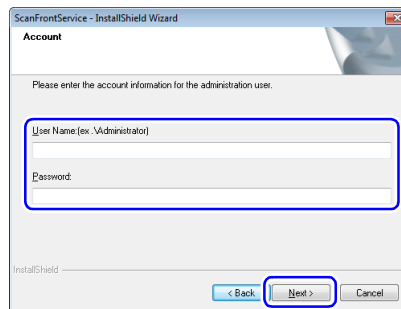 ScanFrontService - InstallShield Wizard
Account
Please enter the account information for the administration user.
User Name:(ex .\Administrator)
Password:
InstallShield
< Back Next > Cancel